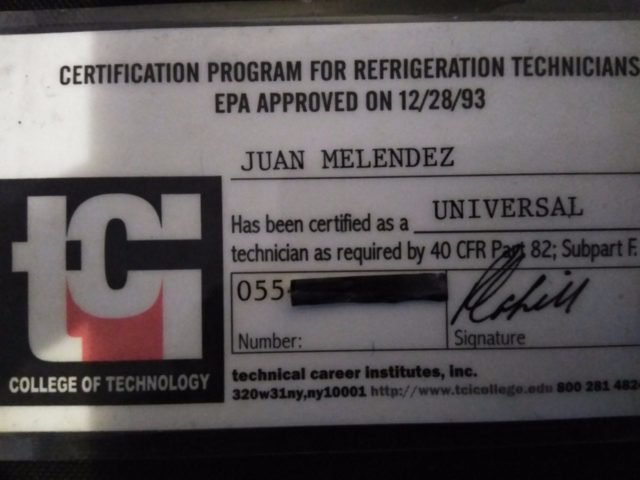 CERTIFICATION PROGRAM FOR REFRIGERATION TECHNICIANS
EPA APPROVED ON 12/28/93
JUAN MELENDEZ
tci
COLLEGE OF TECHNOLOGY
Has been certified as a UNIVERSAL
technician as required by 40 CFR Part 82; Subpart F.
055-
Number:
Signature
technical career institutes, inc.
320w31ny,ny10001 http://www.tcicollege.edu 800 281 482